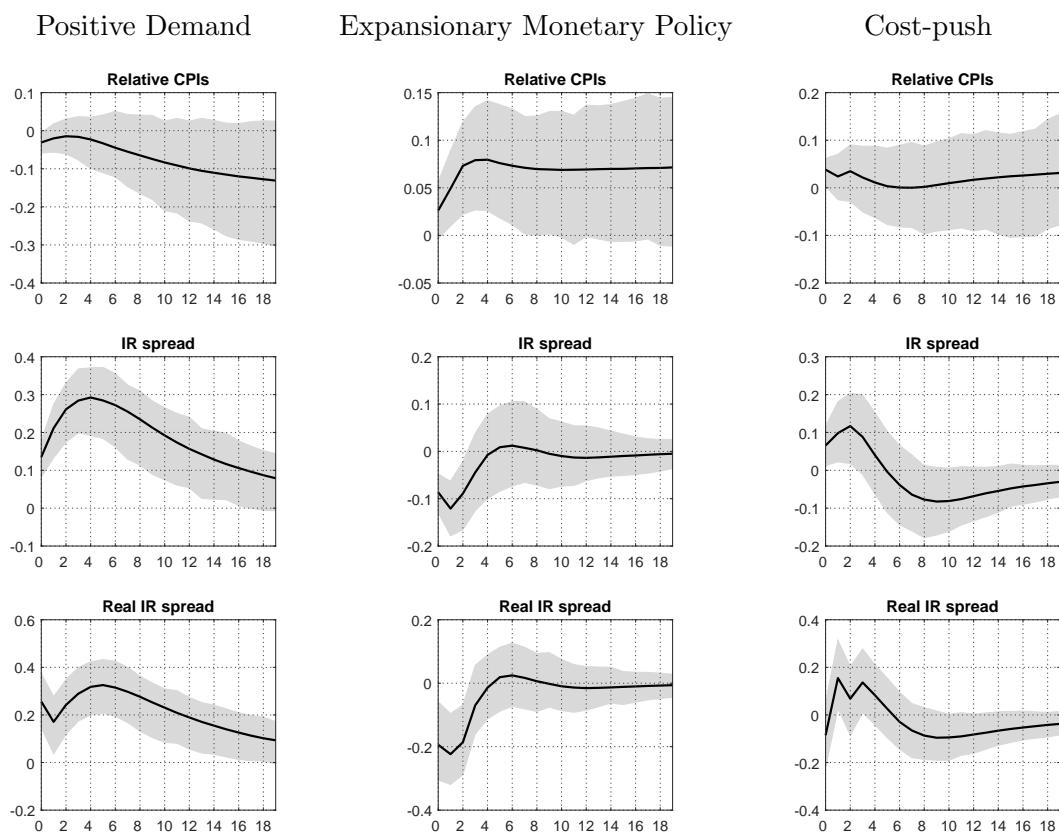 Positive Demand
Expansionary Monetary Policy
Cost-push
Relative CPIs
0.1
0
-0.1
-0.2
-0.3
-0.4
0 2 4 6 8 10 12 14 16 18
Relative CPIs
0.15
0.1
0.05
0
-0.05
0 2 4 6 8 10 12 14 16 18
Relative CPIs
0.2
0.1
0
-0.1
-0.2
0 2 4 6 8 10 12 14 16 18
IR spread
0.4
0.3
0.2
0.1
0
-0.1
0 2 4 6 8 10 12 14 16 18
IR spread
0.2
0.1
0
-0.1
-0.2
0 2 4 6 8 10 12 14 16 18
IR spread
0.3
0.2
0.1
0
-0.1
-0.2
0 2 4 6 8 10 12 14 16 18
Real IR spread
0.6
0.4
0.2
0
-0.2
0 2 4 6 8 10 12 14 16 18
Real IR spread
0.2
0
-0.2
-0.4
0 2 4 6 8 10 12 14 16 18
Real IR spread
0.4
0.2
0
-0.2
-0.4
0 2 4 6 8 10 12 14 16 18